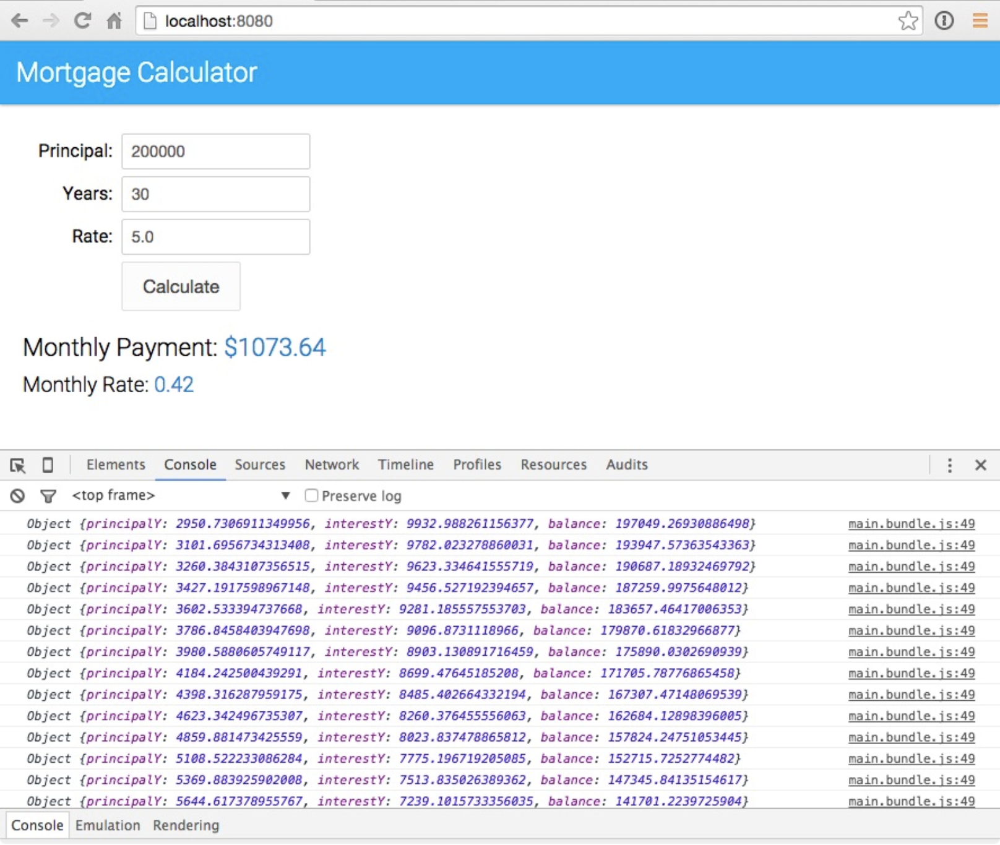 localhost:8080
Mortgage Calculator
Principal: 200000
Years: 30
Rate: 5.0
Calculate
Monthly Payment: $1073.64
Monthly Rate: 0.42
Elements Console Sources Network Timeline Profiles Resources Audits
<top frame> ▼ Preserve log
Object {principalY: 2950.7306911349956, interestY: 9932.988261156377, balance: 197049.26930886498} main.bundle.js:49
Object {principalY: 3101.6956734313408, interestY: 9782.023278860031, balance: 193947.57363543363} main.bundle.js:49
Object {principalY: 3260.3843107356515, interestY: 9623.334641555719, balance: 190687.18932469792} main.bundle.js:49
Object {principalY: 3427.1917598967148, interestY: 9456.527192394657, balance: 187259.9975648012} main.bundle.js:49
Object {principalY: 3602.533394737668, interestY: 9281.185557553703, balance: 183657.46417006353} main.bundle.js:49
Object {principalY: 3786.8458403947698, interestY: 9096.8731118966, balance: 179870.61832966877} main.bundle.js:49
Object {principalY: 3980.5880605749117, interestY: 8903.130891716459, balance: 175890.0302690939} main.bundle.js:49
Object {principalY: 4184.242500439291, interestY: 8699.47645185208, balance: 171705.78776865458} main.bundle.js:49
Object {principalY: 4398.316287959175, interestY: 8485.402664332194, balance: 167307.47148069539} main.bundle.js:49
Object {principalY: 4623.342496735307, interestY: 8260.376455556063, balance: 162684.12898396005} main.bundle.js:49
Object {principalY: 4859.881473425559, interestY: 8023.837478865812, balance: 157824.24751053445} main.bundle.js:49
Object {principalY: 5108.522233086284, interestY: 7775.196719205085, balance: 152715.7252774482} main.bundle.js:49
Object {principalY: 5369.883925902008, interestY: 7513.835026389362, balance: 147345.84135154617} main.bundle.js:49
Object {principalY: 5644.617378955767, interestY: 7239.1015733356035, balance: 141701.2239725904} main.bundle.js:49
Console Emulation Rendering